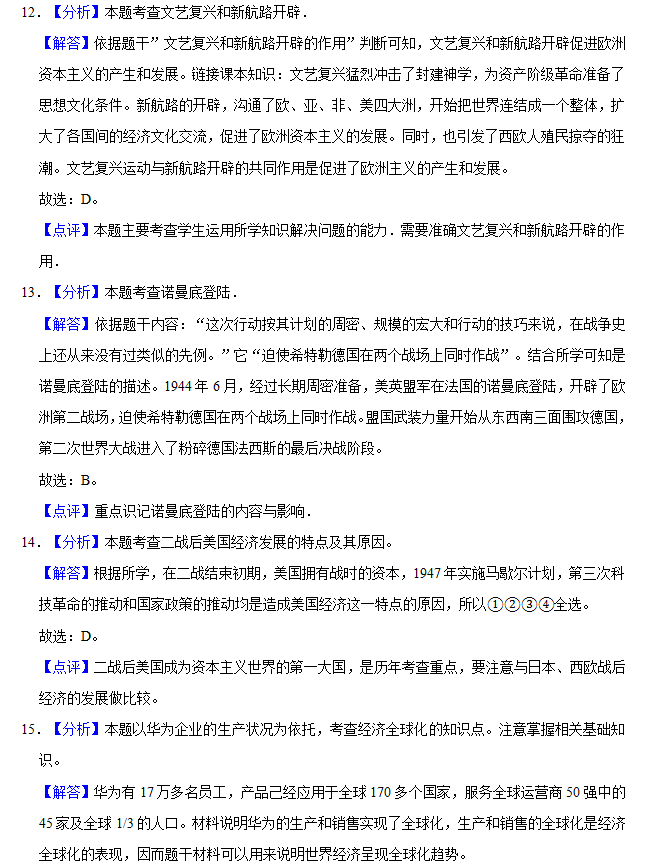 12．【分析】本题考查文艺复兴和新航路开辟．
【解答】依据题干”文艺复兴和新航路开辟的作用”判断可知，文艺复兴和新航路开辟促进欧洲
资本主义的产生和发展。链接课本知识：文艺复兴猛烈冲击了封建神学，为资产阶级革命准备了
思想文化条件。新航路的开辟，沟通了欧、亚、非、美四大洲，开始把世界连结成一个整体，扩
大了各国间的经济文化交流，促进了欧洲资本主义的发展。同时，也引发了西欧人殖民掠夺的狂
潮。文艺复兴运动与新航路开辟的共同作用是促进了欧洲主义的产生和发展。
故选：D。
【点评】本题主要考查学生运用所学知识解决问题的能力．需要准确文艺复兴和新航路开辟的作
用．
13．【分析】本题考查诺曼底登陆．
【解答】依据题干内容：“这次行动按其计划的周密、规模的宏大和行动的技巧来说，在战争史
上还从来没有过类似的先例。”它“迫使希特勒德国在两个战场上同时作战”。结合所学可知是
诺曼底登陆的描述。1944 年 6 月，经过长期周密准备，美英盟军在法国的诺曼底登陆，开辟了欧
洲第二战场，迫使希特勒德国在两个战场上同时作战。盟国武装力量开始从东西南三面围攻德国，
第二次世界大战进入了粉碎德国法西斯的最后决战阶段。
故选：B。
【点评】重点识记诺曼底登陆的内容与影响．
14．【分析】本题考查二战后美国经济发展的特点及其原因。
【解答】根据所学，在二战结束初期，美国拥有战时的资本，1947 年实施马歇尔计划，第三次科
技革命的推动和国家政策的推动均是造成美国经济这一特点的原因，所以①②③④全选。
故选：D。
【点评】二战后美国成为资本主义世界的第一大国，是历年考查重点，要注意与日本、西欧战后
经济的发展做比较。
15．【分析】本题以华为企业的生产状况为依托，考查经济全球化的知识点。注意掌握相关基础知
识。
【解答】华为有 17 万多名员工，产品己经应用于全球 170 多个国家，服务全球运营商 50 强中的
45 家及全球 1/3 的人口。材料说明华为的生产和销售实现了全球化，生产和销售的全球化是经济
全球化的表现，因而题干材料可以用来说明世界经济呈现全球化趋势。